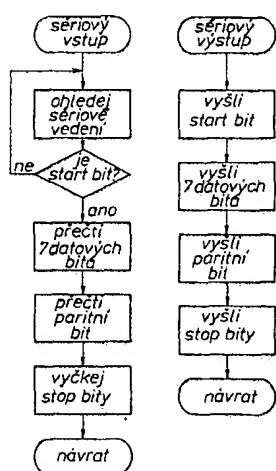 sériový
vstup
ohledej
sériové
vedení
ne
je
start bit?
ano
přečti
7datových
bitů
přečti
paritní
bit
vyčkej
stop bity
návrat
sériový
výstup
vyšli
start bit
vyšli
7datových
bitů
vyšli
paritní
bit
vyšli
stop bity
návrat